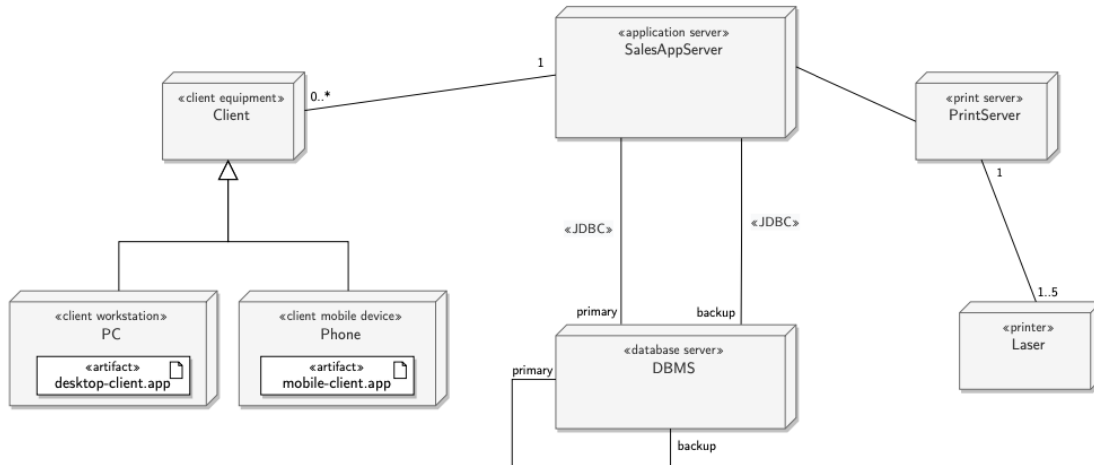 «application server»
SalesAppServer
1
0..*
«client equipment»
Client
«print server»
PrintServer
1
«JDBC»
«JDBC»
primary
backup
1..5
«client workstation»
PC
«artifact»
desktop-client.app
«client mobile device»
Phone
«artifact»
mobile-client.app
«database server»
DBMS
primary
backup
«printer»
Laser